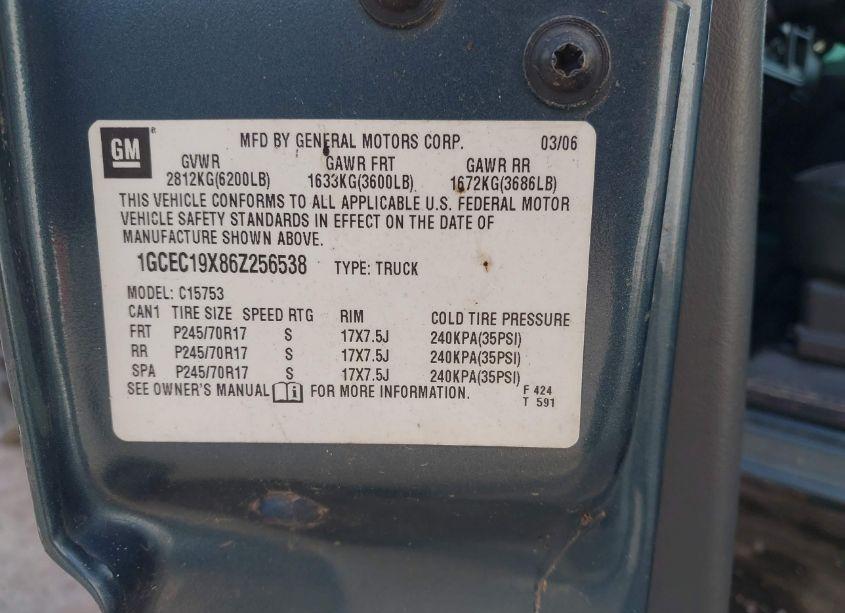 GM ® MFD BY GENERAL MOTORS CORP. 03/06
GVWR GAWR FRT GAWR RR
2812KG(6200LB) 1633KG(3600LB) 1672KG(3686LB)
THIS VEHICLE CONFORMS TO ALL APPLICABLE U.S. FEDERAL MOTOR
VEHICLE SAFETY STANDARDS IN EFFECT ON THE DATE OF
MANUFACTURE SHOWN ABOVE.
1GCEC19X86Z256538 TYPE: TRUCK
MODEL: C15753
CAN1 TIRE SIZE SPEED RTG RIM COLD TIRE PRESSURE
FRT P245/70R17 S 17X7.5J 240KPA(35PSI)
RR P245/70R17 S 17X7.5J 240KPA(35PSI)
SPA P245/70R17 S 17X7.5J 240KPA(35PSI)
SEE OWNER'S MANUAL FOR MORE INFORMATION. F 424
T 591